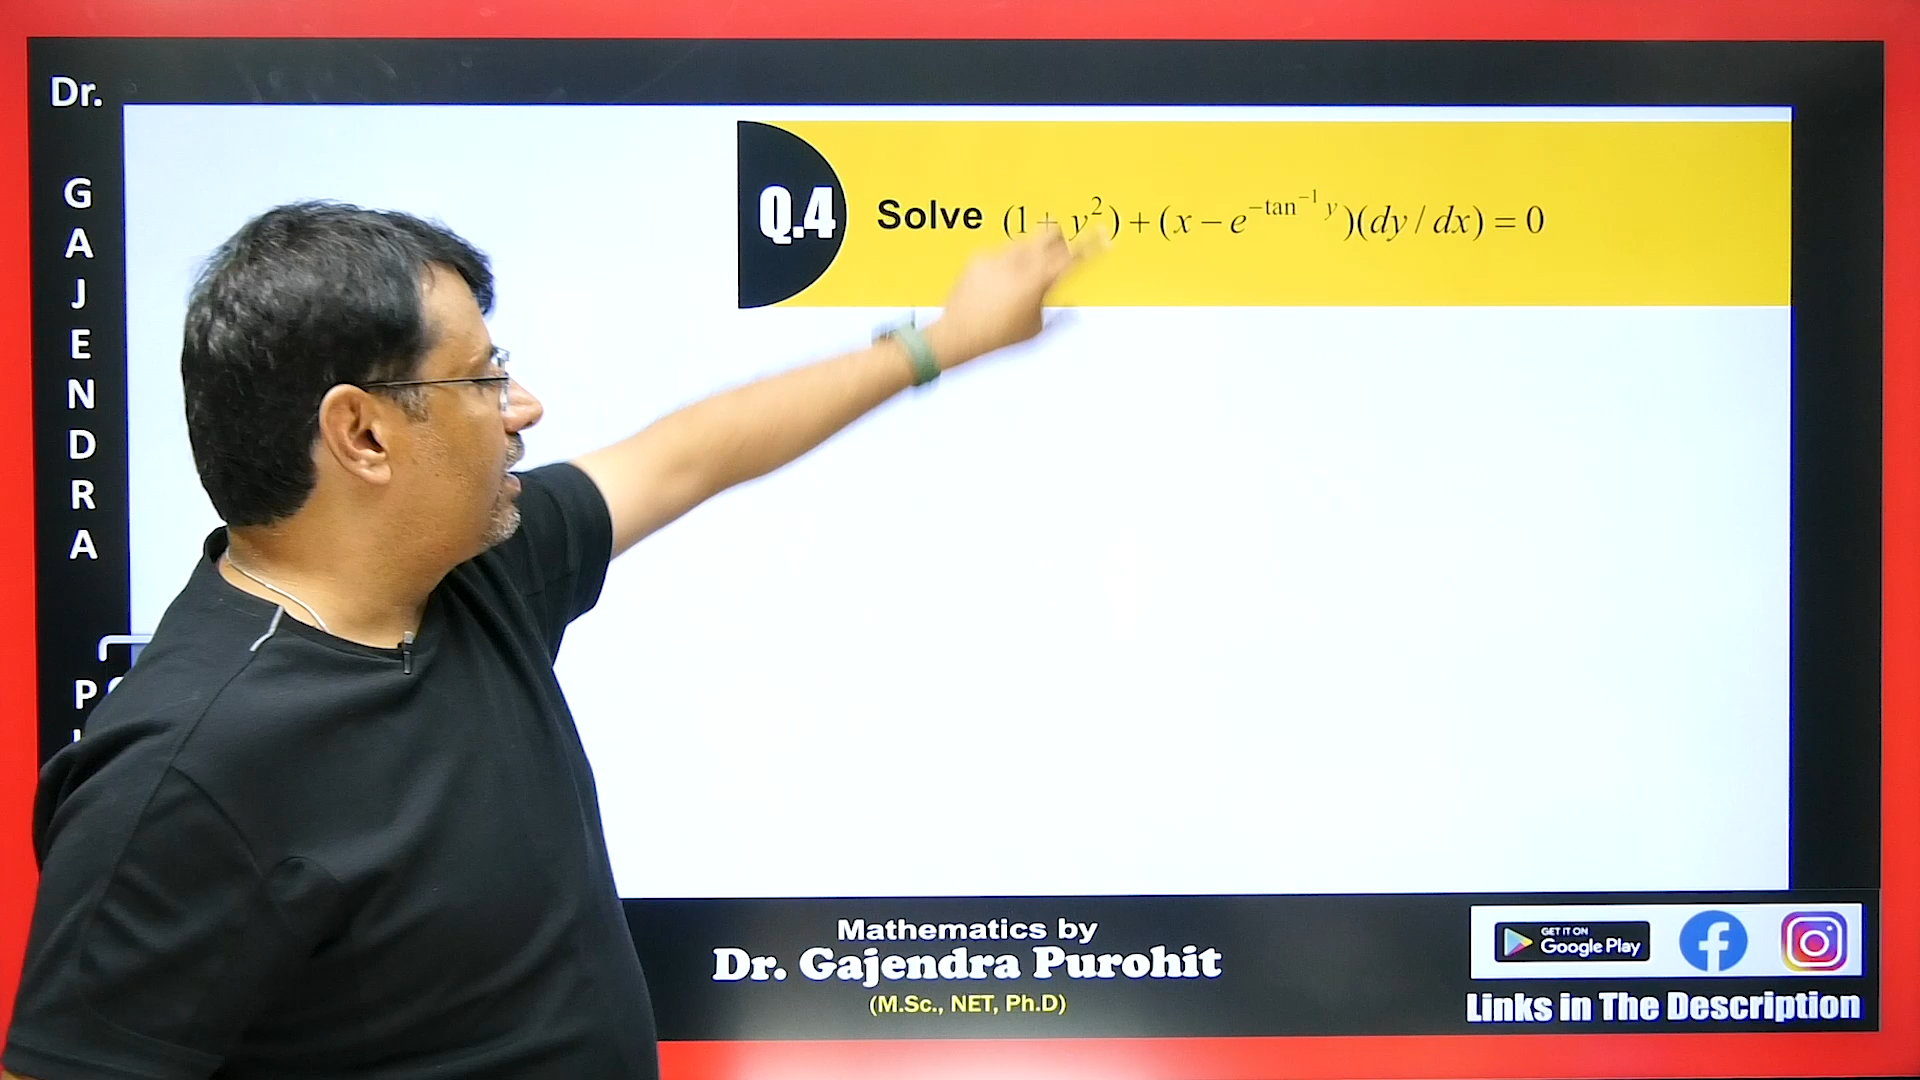 Dr.
G
A
J
E
N
D
R
A
P
Q.4 Solve (1 + y²) + (x − e^{−tan⁻¹ y})(dy / dx) = 0
Mathematics by
Dr. Gajendra Purohit
(M.Sc., NET, Ph.D)
GET IT ON
Google Play
Links in The Description